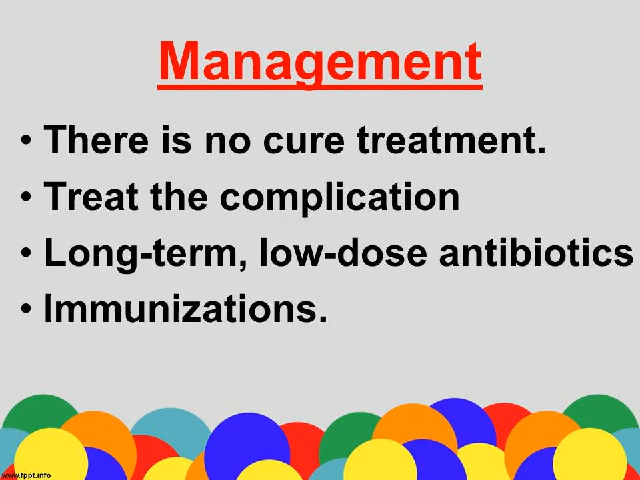 Management
• There is no cure treatment.
• Treat the complication
• Long-term, low-dose antibiotics
• Immunizations.
www.fppt.info